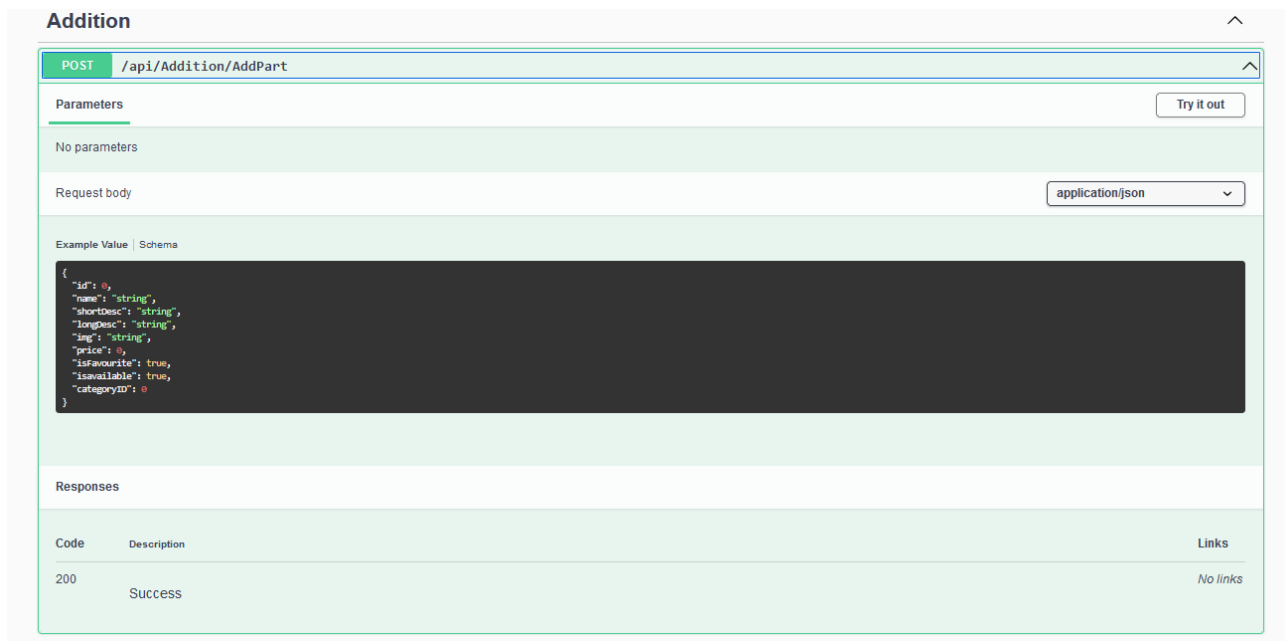 Addition
POST /api/Addition/AddPart
Parameters
Try it out
No parameters
Request body
application/json
Example Value | Schema
{
  "id": 0,
  "name": "string",
  "shortDesc": "string",
  "longDesc": "string",
  "img": "string",
  "price": 0,
  "isFavourite": true,
  "isavailable": true,
  "categoryID": 0
}
Responses
Code Description Links
200 Success No links